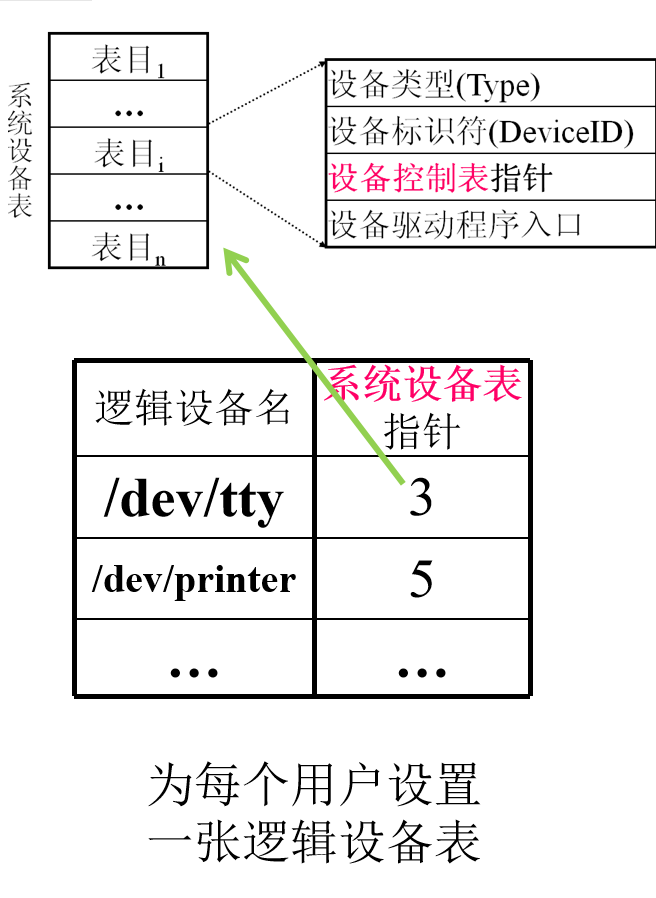 系统设备表
表目1
...
表目i
...
表目n
设备类型(Type)
设备标识符(DeviceID)
设备控制表指针
设备驱动程序入口
逻辑设备名
系统设备表
指针
/dev/tty
3
/dev/printer
5
...
...
为每个用户设置
一张逻辑设备表